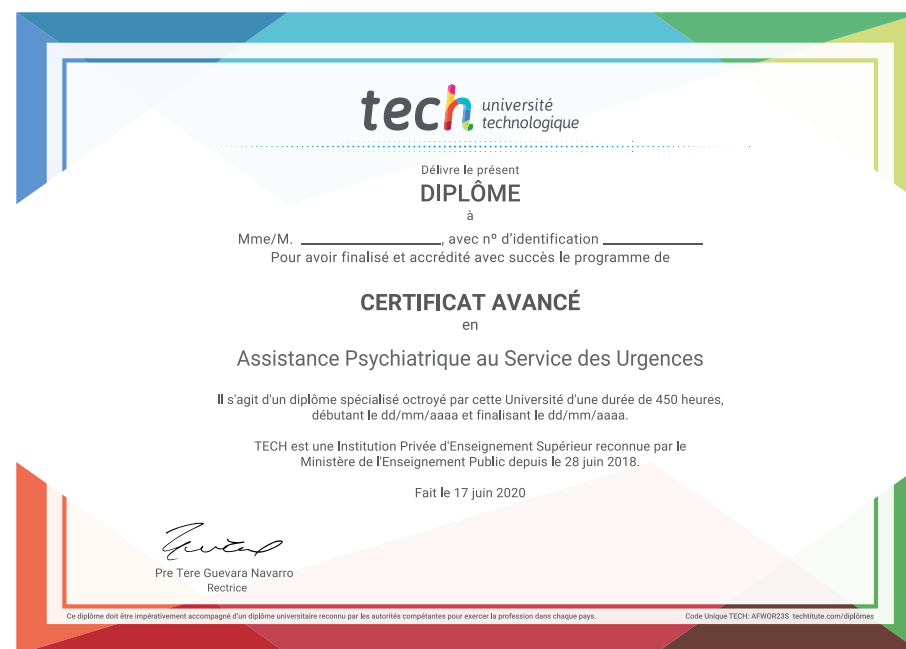 tech université
technologique
Délivre le présent
DIPLÔME
à
Mme/M. ____________________, avec nº d'identification ______________
Pour avoir finalisé et accrédité avec succès le programme de
CERTIFICAT AVANCÉ
en
Assistance Psychiatrique au Service des Urgences
Il s'agit d'un diplôme spécialisé octroyé par cette Université d'une durée de 450 heures,
débutant le dd/mm/aaaa et finalisant le dd/mm/aaaa.
TECH est une Institution Privée d'Enseignement Supérieur reconnue par le
Ministère de l'Enseignement Public depuis le 28 juin 2018.
Fait le 17 juin 2020
Pre Tere Guevara Navarro
Rectrice
Ce diplôme doit être impérativement accompagné d'un diplôme universitaire reconnu par les autorités compétantes pour exercer la profession dans chaque pays.
Code Unique TECH: AFWOR23S techtitute.com/diplômes